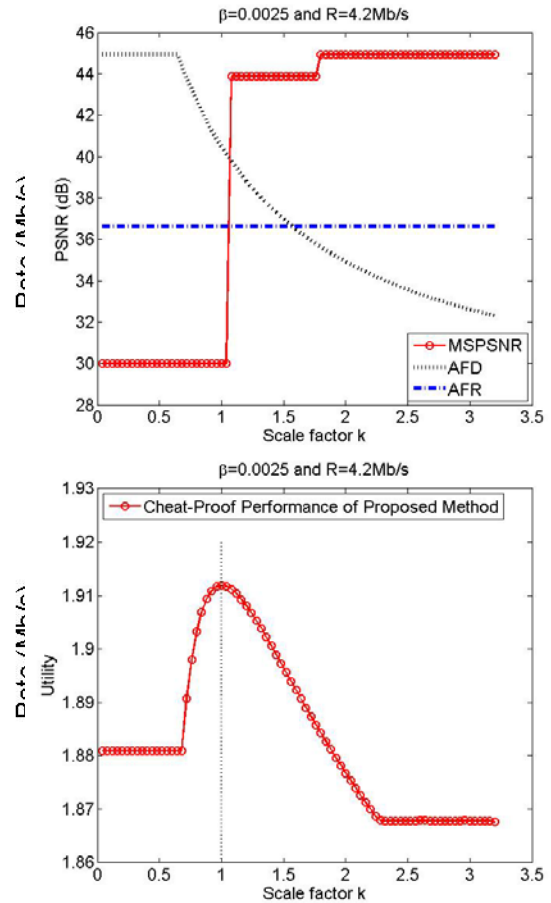 β=0.0025 and R=4.2Mb/s
46
44
42
40
38
36
34
32
30
28
PSNR (dB)
MSPSNR
AFD
AFR
0 0.5 1 1.5 2 2.5 3 3.5
Scale factor k
β=0.0025 and R=4.2Mb/s
1.93
1.92
1.91
1.9
1.89
1.88
1.87
1.86
Utility
Cheat-Proof Performance of Proposed Method
0 0.5 1 1.5 2 2.5 3 3.5
Scale factor k